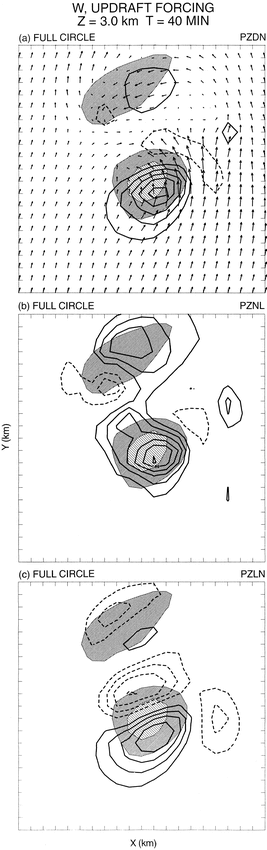 W, UPDRAFT FORCING
Z = 3.0 km T = 40 MIN
(a) FULL CIRCLE PZDN
(b) FULL CIRCLE PZNL
Y (km)
(c) FULL CIRCLE PZLN
X (km)